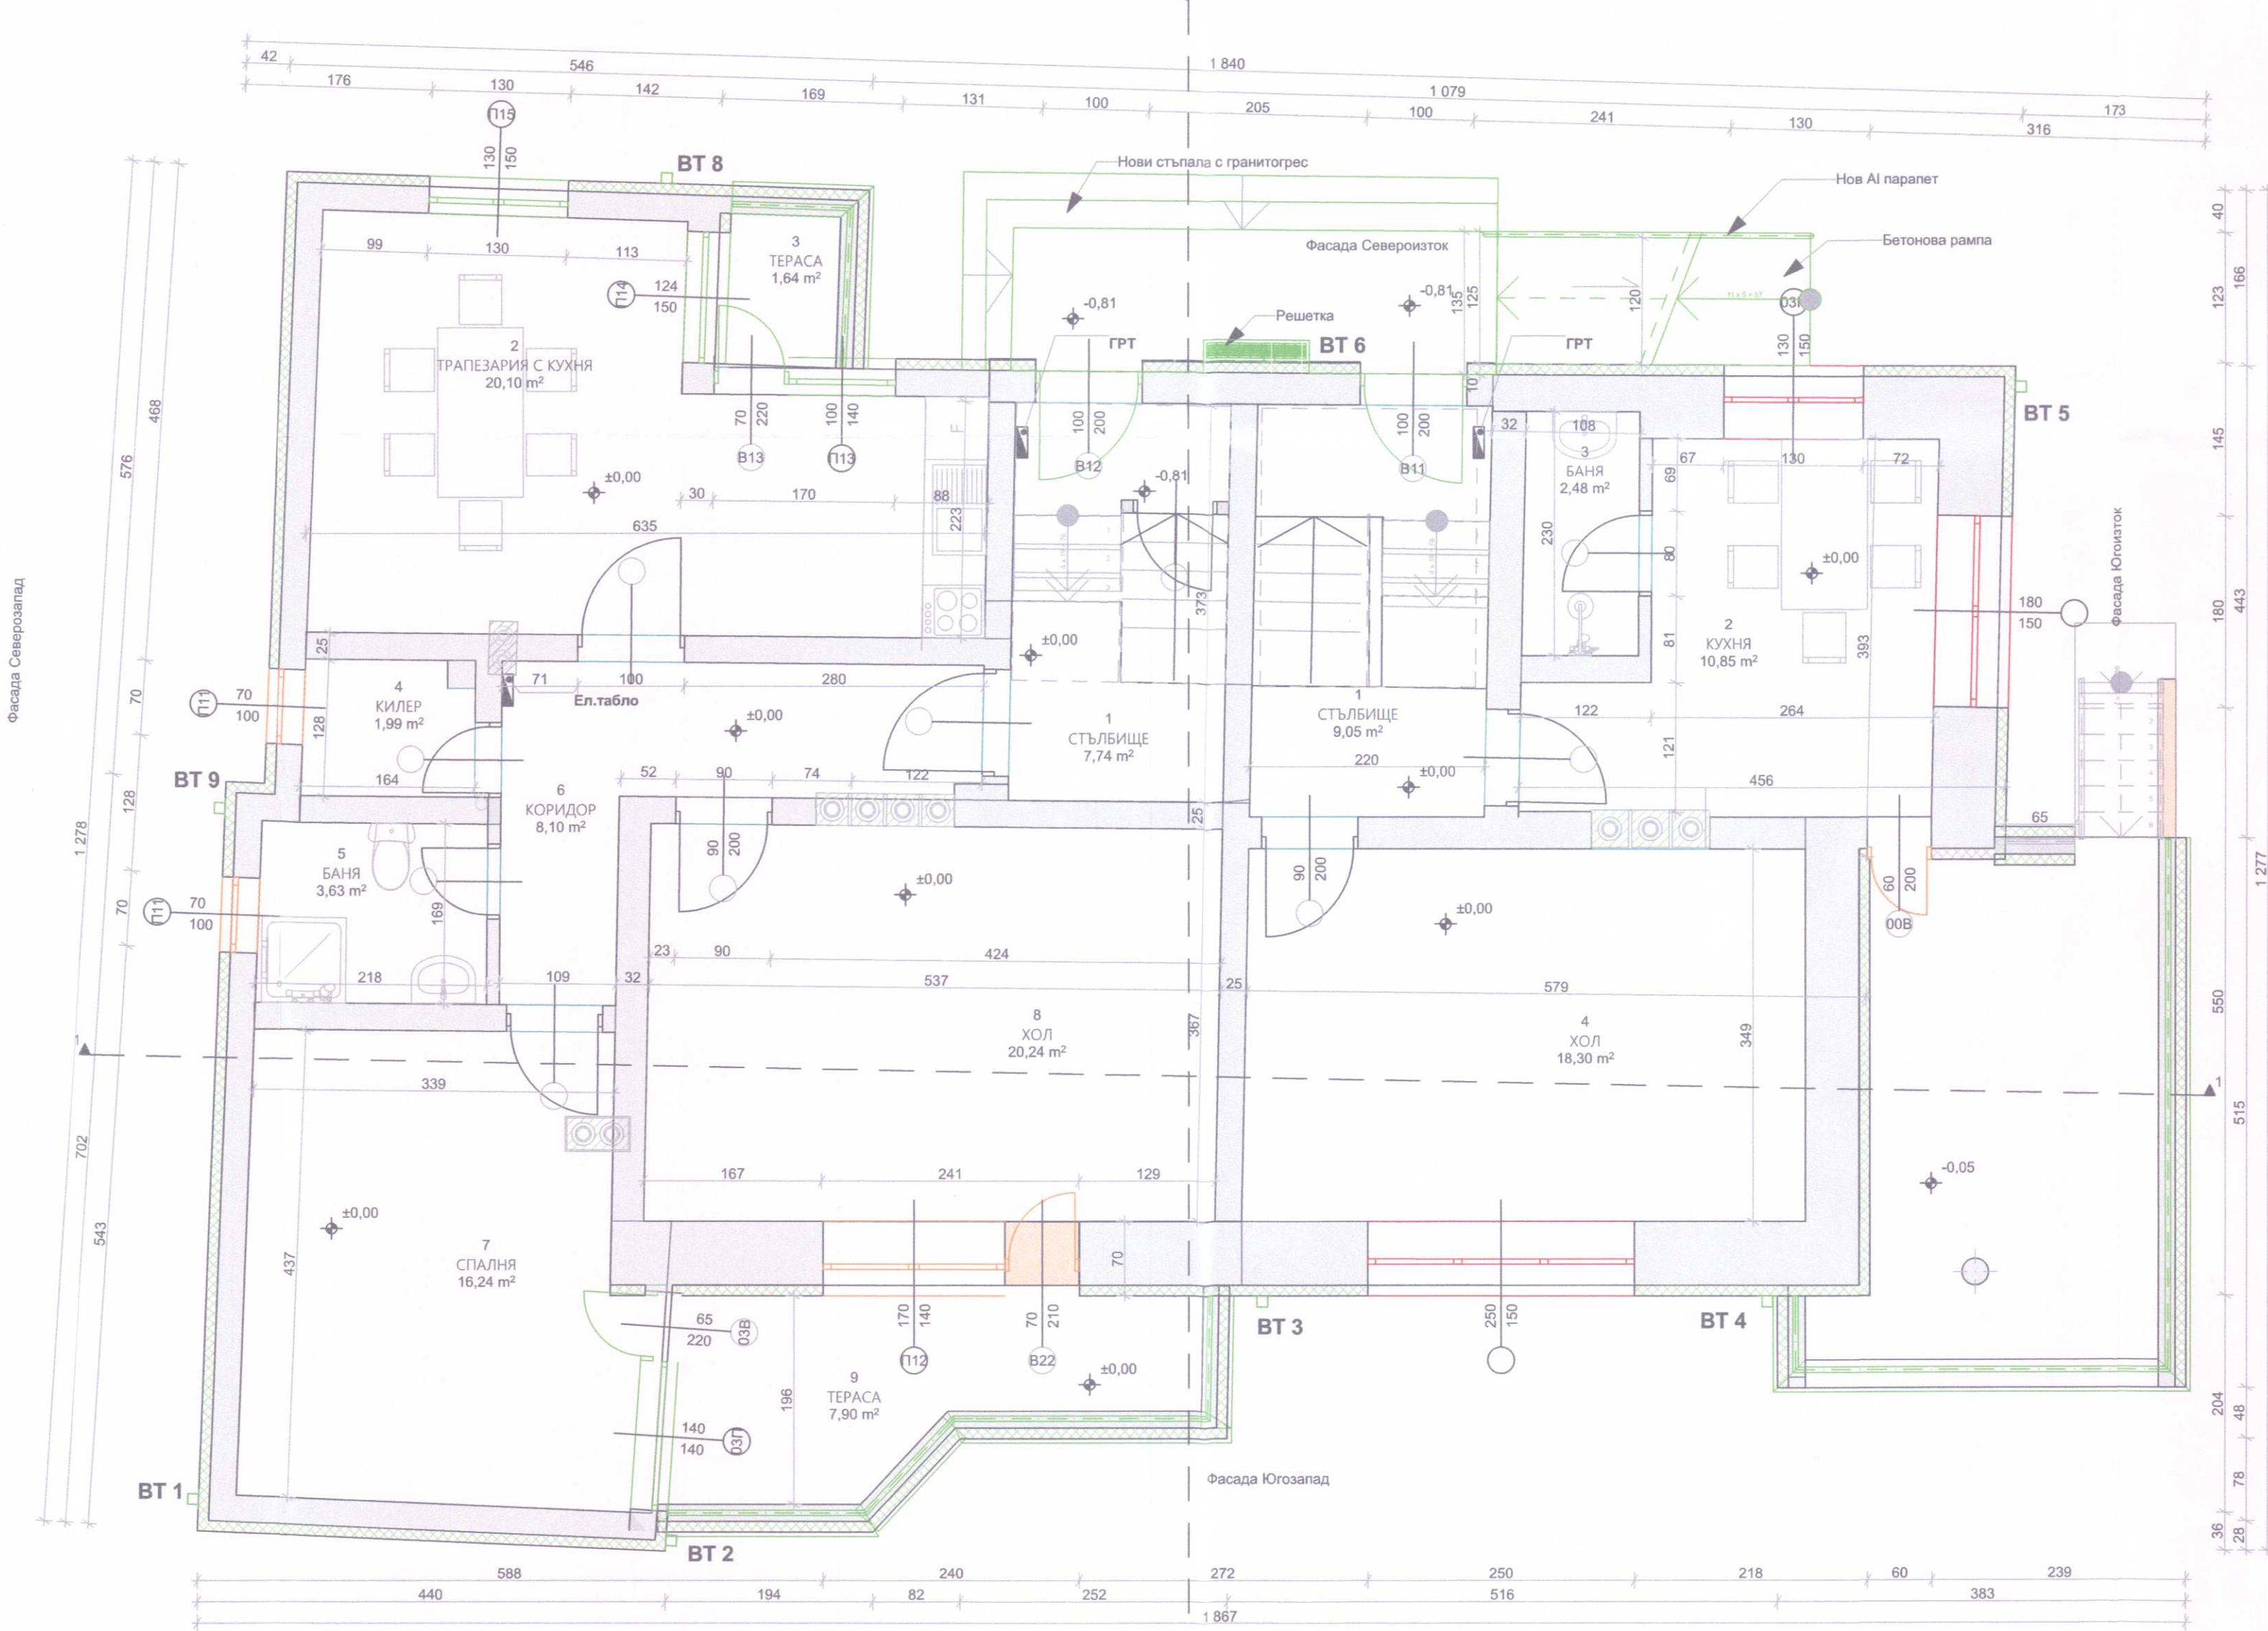 42
546
1 840
176
130
142
169
131
100
205
1 079
100
241
130
173
316
П15
130
150
ВТ 8
Нови стъпала с гранитогрес
Нов Al парапет
Бетонова рампа
Фасада Североизток
99
130
113
3
ТЕРАСА
1,64 m²
П14
124
150
-0,81
-0,81
135
125
120
130
150
Решетка
ГРТ
ВТ 6
ГРТ
10
2
ТРАПЕЗАРИЯ С КУХНЯ
20,10 m²
70
220
В13
100
140
П13
F
100
200
В12
100
200
В11
32
108
3
БАНЯ
2,48 m²
67
130
72
ВТ 5
±0,00
30
170
88
223
635
-0,81
230
69
80
81
±0,00
373
180
150
Фасада Югоизток
Фасада Северозапад
25
±0,00
2
КУХНЯ
10,85 m²
393
П11
70
100
4
КИЛЕР
1,99 m²
128
164
71
100
280
Ел.табло
±0,00
1
СТЪЛБИЩЕ
7,74 m²
1
СТЪЛБИЩЕ
9,05 m²
220
±0,00
122
264
121
456
65
ВТ 9
52
90
74
122
6
КОРИДОР
8,10 m²
25
5
БАНЯ
3,63 m²
169
П11
70
100
90
200
±0,00
90
200
±0,00
60
200
00В
218
109
32
23
90
424
537
25
579
8
ХОЛ
20,24 m²
367
4
ХОЛ
18,30 m²
349
1
1
339
167
241
129
-0,05
±0,00
437
7
СПАЛНЯ
16,24 m²
70
65
220
03В
170
140
П12
70
210
В22
ВТ 3
250
150
ВТ 4
±0,00
196
9
ТЕРАСА
7,90 m²
140
140
03П
Фасада Югозапад
ВТ 1
ВТ 2
468
576
70
128
1 278
70
702
543
40
166
123
145
443
180
1 277
550
515
204
48
78
36
28
588
240
272
250
218
60
239
440
194
82
252
516
383
1 867